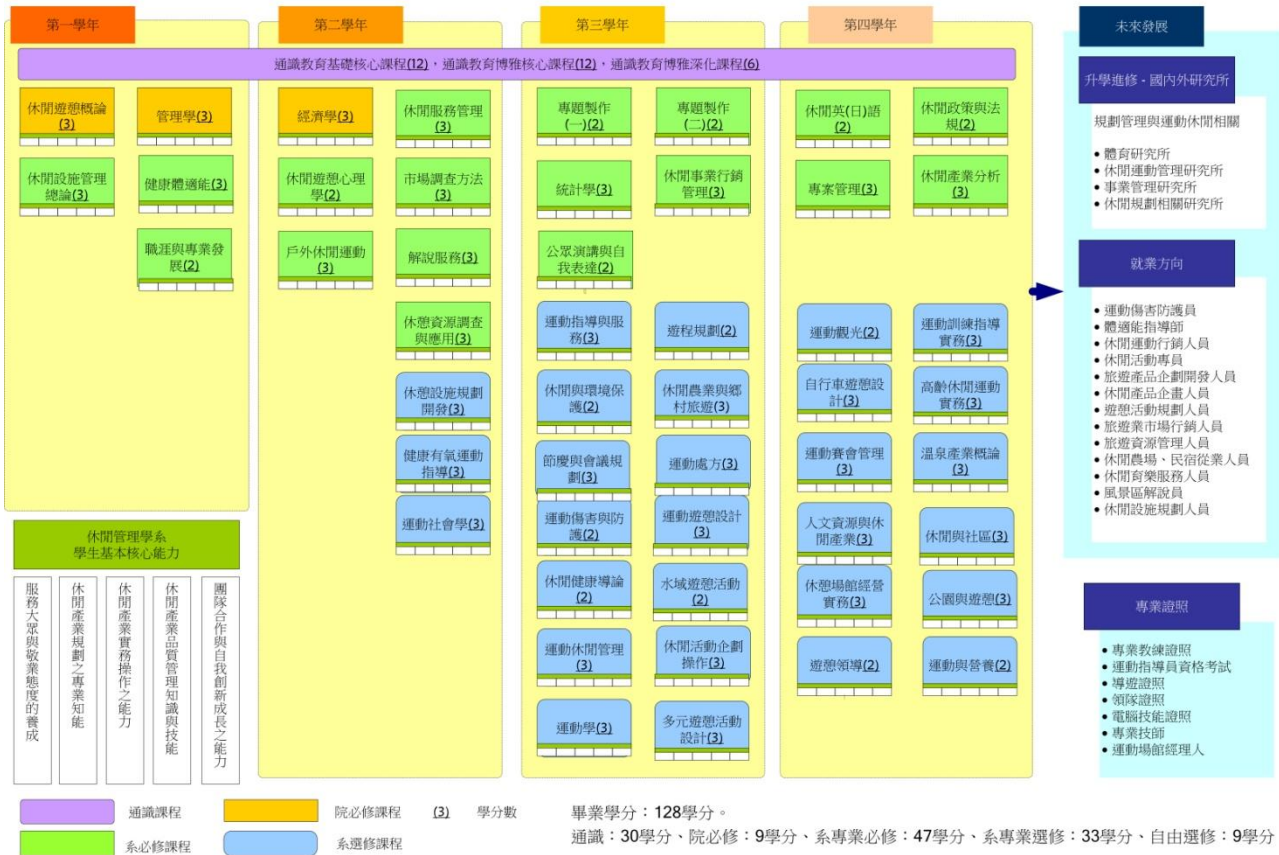 第一學年
第二學年
第三學年
第四學年
未來發展
通識教育基礎核心課程(12)，通識教育博雅核心課程(12)，通識教育博雅深化課程(6)
休閒遊憩概論
(3)
管理學(3)
休閒設施管理
總論(3)
健康體適能(3)
職涯與專業發
展(2)
經濟學(3)
休閒服務管理
(3)
休閒遊憩心理
學(2)
市場調查方法
(3)
戶外休閒運動
(3)
解說服務(3)
休憩資源調查
與應用(3)
休憩設施規劃
開發(3)
健康有氧運動
指導(3)
運動社會學(3)
專題製作
(一)(2)
專題製作
(二)(2)
統計學(3)
休閒事業行銷
管理(3)
公眾演講與自
我表達(2)
運動指導與服
務(3)
遊程規劃(2)
休閒與環境保
護(2)
休閒農業與鄉
村旅遊(3)
節慶與會議規
劃(3)
運動處方(3)
運動傷害與防
護(2)
運動遊憩設計
(3)
休閒健康導論
(2)
水域遊憩活動
(2)
運動休閒管理
(3)
休閒活動企劃
操作(3)
運動學(3)
多元遊憩活動
設計(3)
休閒英(日)語
(2)
休閒政策與法
規(2)
專案管理(3)
休閒產業分析
(3)
運動觀光(2)
運動訓練指導
實務(3)
自行車遊憩設
計(3)
高齡休閒運動
實務(3)
運動賽會管理
(3)
溫泉產業概論
(3)
人文資源與休
閒產業(3)
休閒與社區(3)
休憩場館經營
實務(3)
公園與遊憩(3)
遊憩領導(2)
運動與營養(2)
升學進修 - 國內外研究所
規劃管理與運動休閒相關
• 體育研究所
• 休閒運動管理研究所
• 事業管理研究所
• 休閒規劃相關研究所
就業方向
• 運動傷害防護員
• 體適能指導師
• 休閒運動行銷人員
• 休閒活動專員
• 旅遊產品企劃開發人員
• 休閒產品企畫人員
• 遊憩活動規劃人員
• 旅遊業市場行銷人員
• 旅遊資源管理人員
• 休閒農場、民宿從業人員
• 休閒育樂服務人員
• 風景區解說員
• 休閒設施規劃人員
專業證照
• 專業教練證照
• 運動指導員資格考試
• 導遊證照
• 領隊證照
• 電腦技能證照
• 專業技師
• 運動場館經理人
休閒管理學系
學生基本核心能力
服務大眾與敬業態度的養成
休閒產業規劃之專業知能
休閒產業實務操作之能力
休閒產業品質管理知識與技能
團隊合作與自我創新成長之能力
通識課程
院必修課程
(3) 學分數
系必修課程
系選修課程
畢業學分：128學分。
通識：30學分、院必修：9學分、系專業必修：47學分、系專業選修：33學分、自由選修：9學分